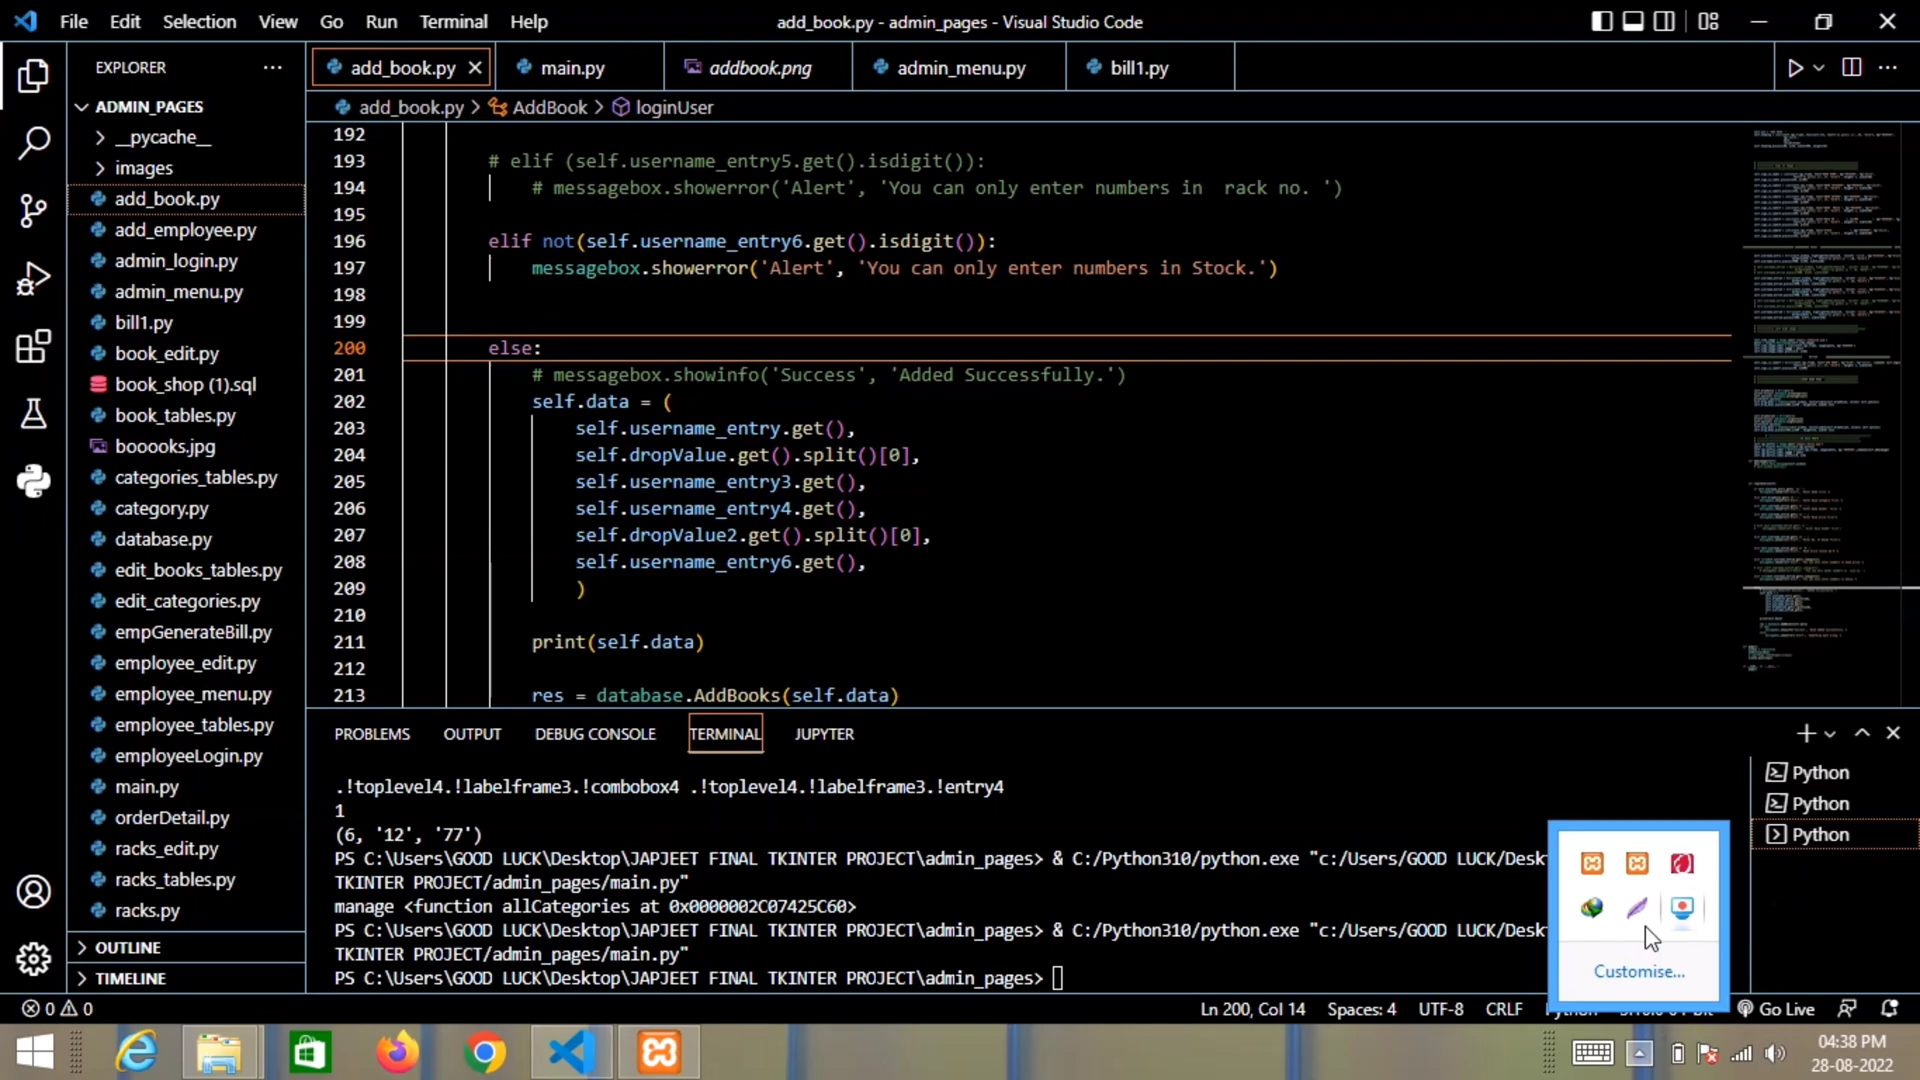 File Edit Selection View Go Run Terminal Help
add_book.py - admin_pages - Visual Studio Code
EXPLORER
ADMIN_PAGES
__pycache__
images
add_book.py
add_employee.py
admin_login.py
admin_menu.py
bill1.py
book_edit.py
book_shop (1).sql
book_tables.py
booooks.jpg
categories_tables.py
category.py
database.py
edit_books_tables.py
edit_categories.py
empGenerateBill.py
employee_edit.py
employee_menu.py
employee_tables.py
employeeLogin.py
main.py
orderDetail.py
racks_edit.py
racks_tables.py
racks.py
OUTLINE
TIMELINE
add_book.py main.py addbook.png admin_menu.py bill1.py
add_book.py > AddBook > loginUser
192
193 # elif (self.username_entry5.get().isdigit()):
194 # messagebox.showerror('Alert', 'You can only enter numbers in  rack no. ')
195
196 elif not(self.username_entry6.get().isdigit()):
197 messagebox.showerror('Alert', 'You can only enter numbers in Stock.')
198
199
200 else:
201 # messagebox.showinfo('Success', 'Added Successfully.')
202 self.data = (
203 self.username_entry.get(),
204 self.dropValue.get().split()[0],
205 self.username_entry3.get(),
206 self.username_entry4.get(),
207 self.dropValue2.get().split()[0],
208 self.username_entry6.get(),
209 )
210
211 print(self.data)
212
213 res = database.AddBooks(self.data)
PROBLEMS OUTPUT DEBUG CONSOLE TERMINAL JUPYTER
.!toplevel4.!labelframe3.!combobox4 .!toplevel4.!labelframe3.!entry4
1
(6, '12', '77')
PS C:\Users\GOOD LUCK\Desktop\JAPJEET FINAL TKINTER PROJECT\admin_pages> & C:/Python310/python.exe "c:/Users/GOOD LUCK/Desk
TKINTER PROJECT/admin_pages/main.py"
manage <function allCategories at 0x0000002C07425C60>
PS C:\Users\GOOD LUCK\Desktop\JAPJEET FINAL TKINTER PROJECT\admin_pages> & C:/Python310/python.exe "c:/Users/GOOD LUCK/Desk
TKINTER PROJECT/admin_pages/main.py"
PS C:\Users\GOOD LUCK\Desktop\JAPJEET FINAL TKINTER PROJECT\admin_pages>
Python
Python
Python
Customise...
0 0
Ln 200, Col 14 Spaces: 4 UTF-8 CRLF Go Live
04:38 PM
28-08-2022